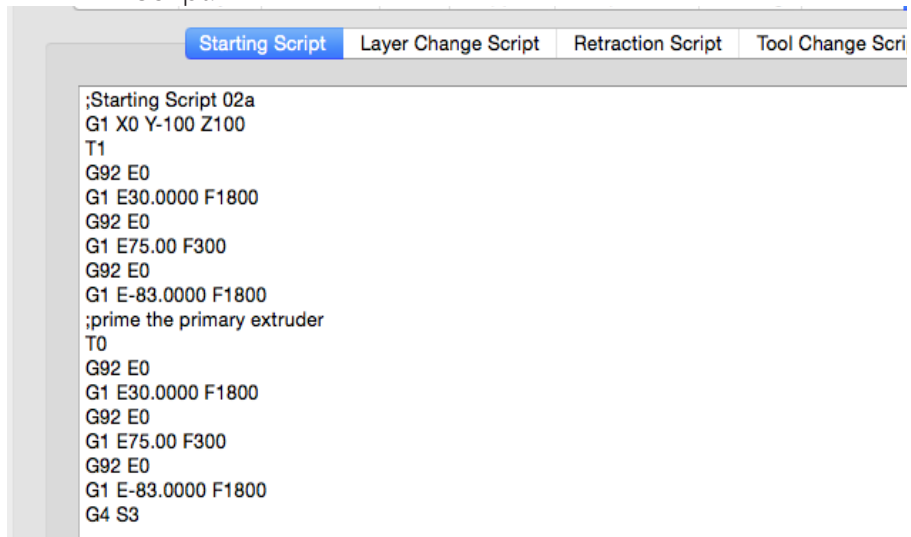 Starting Script Layer Change Script Retraction Script Tool Change Scri
;Starting Script 02a
G1 X0 Y-100 Z100
T1
G92 E0
G1 E30.0000 F1800
G92 E0
G1 E75.00 F300
G92 E0
G1 E-83.0000 F1800
;prime the primary extruder
T0
G92 E0
G1 E30.0000 F1800
G92 E0
G1 E75.00 F300
G92 E0
G1 E-83.0000 F1800
G4 S3